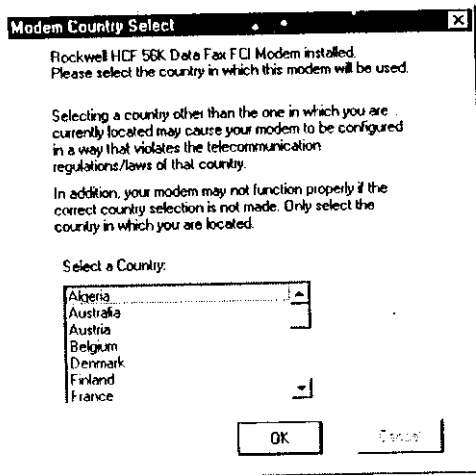 Modem Country Select
Rockwell HCF 56K Data Fax FCI Modem installed.
Please select the country in which this modem will be used.
Selecting a country other than the one in which you are
currently located may cause your modem to be configured
in a way that violates the telecommunication
regulations/laws of that country.
In addition, your modem may not function properly if the
correct country selection is not made. Only select the
country in which you are located.
Select a Country:
Algeria
Australia
Austria
Belgium
Denmark
Finland
France
OK
Cancel